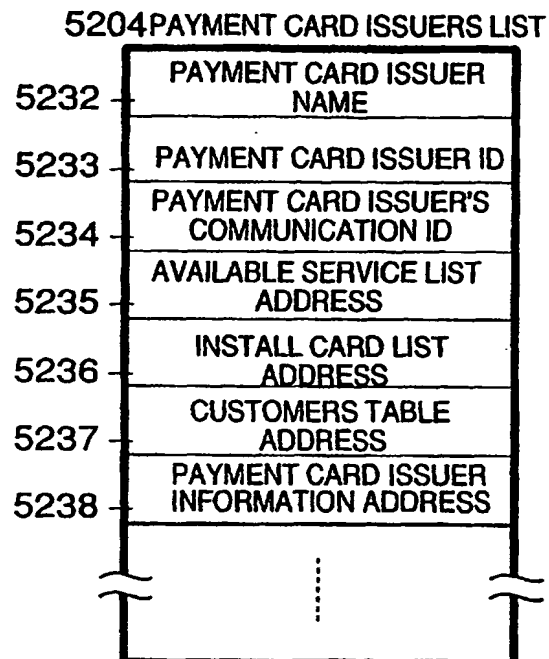 5204 PAYMENT CARD ISSUERS LIST
5232 PAYMENT CARD ISSUER
NAME
5233 PAYMENT CARD ISSUER ID
PAYMENT CARD ISSUER'S
5234 COMMUNICATION ID
AVAILABLE SERVICE LIST
5235 ADDRESS
INSTALL CARD LIST
5236 ADDRESS
CUSTOMERS TABLE
5237 ADDRESS
PAYMENT CARD ISSUER
5238 INFORMATION ADDRESS